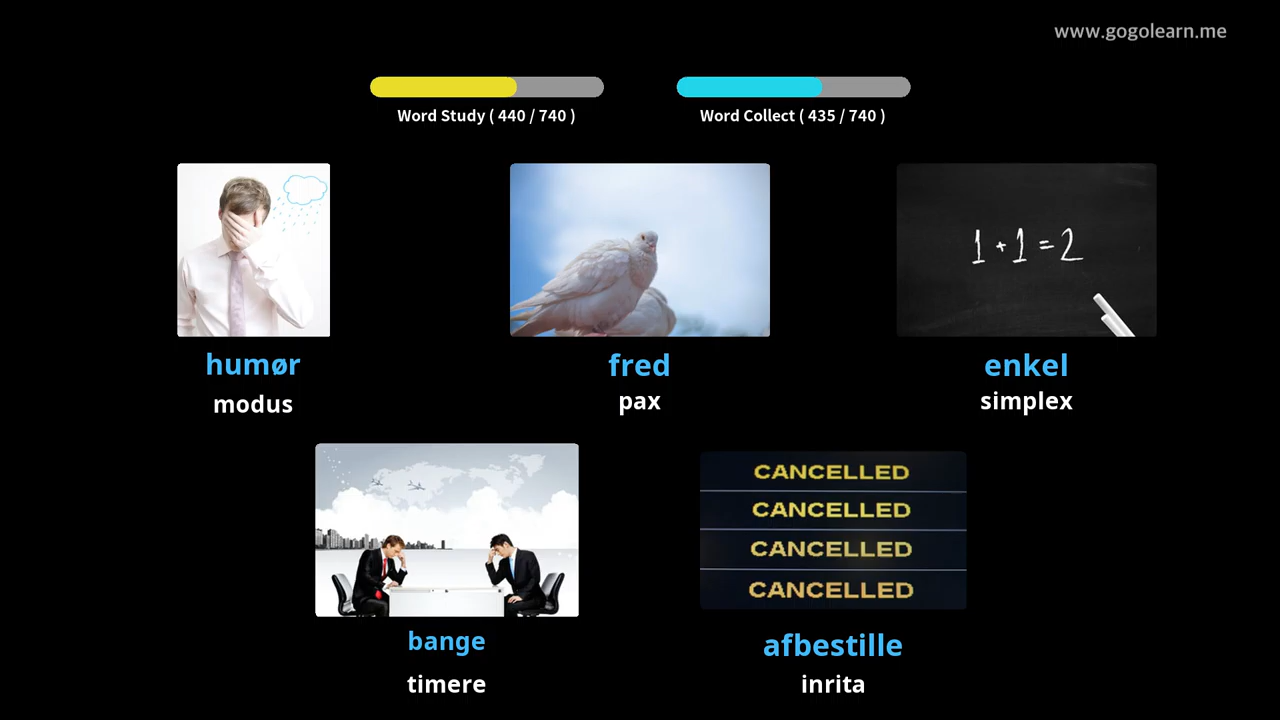 www.gogolearn.me
Word Study ( 440 / 740 )
Word Collect ( 435 / 740 )
1 + 1 = 2
humør
modus
fred
pax
enkel
simplex
CANCELLED
CANCELLED
CANCELLED
CANCELLED
bange
timere
afbestille
inrita